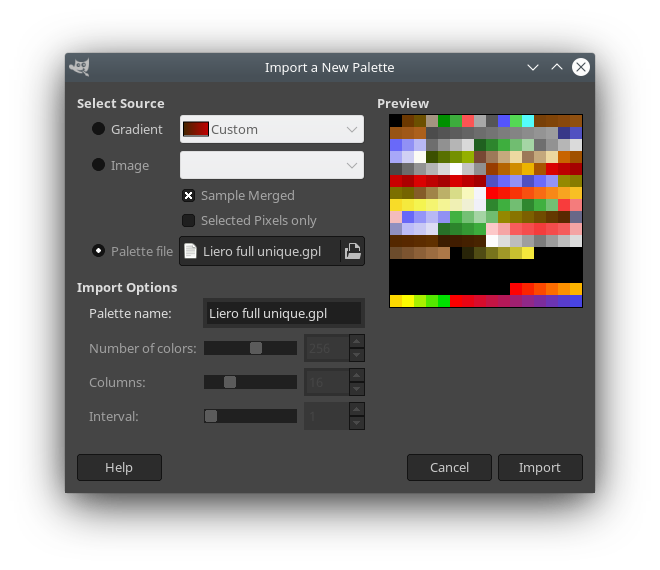 Import a New Palette
Select Source
Preview
Gradient
Custom
Image
Sample Merged
Selected Pixels only
Palette file
Liero full unique.gpl
Import Options
Palette name:
Liero full unique.gpl
Number of colors:
256
Columns:
16
Interval:
1
Help
Cancel
Import